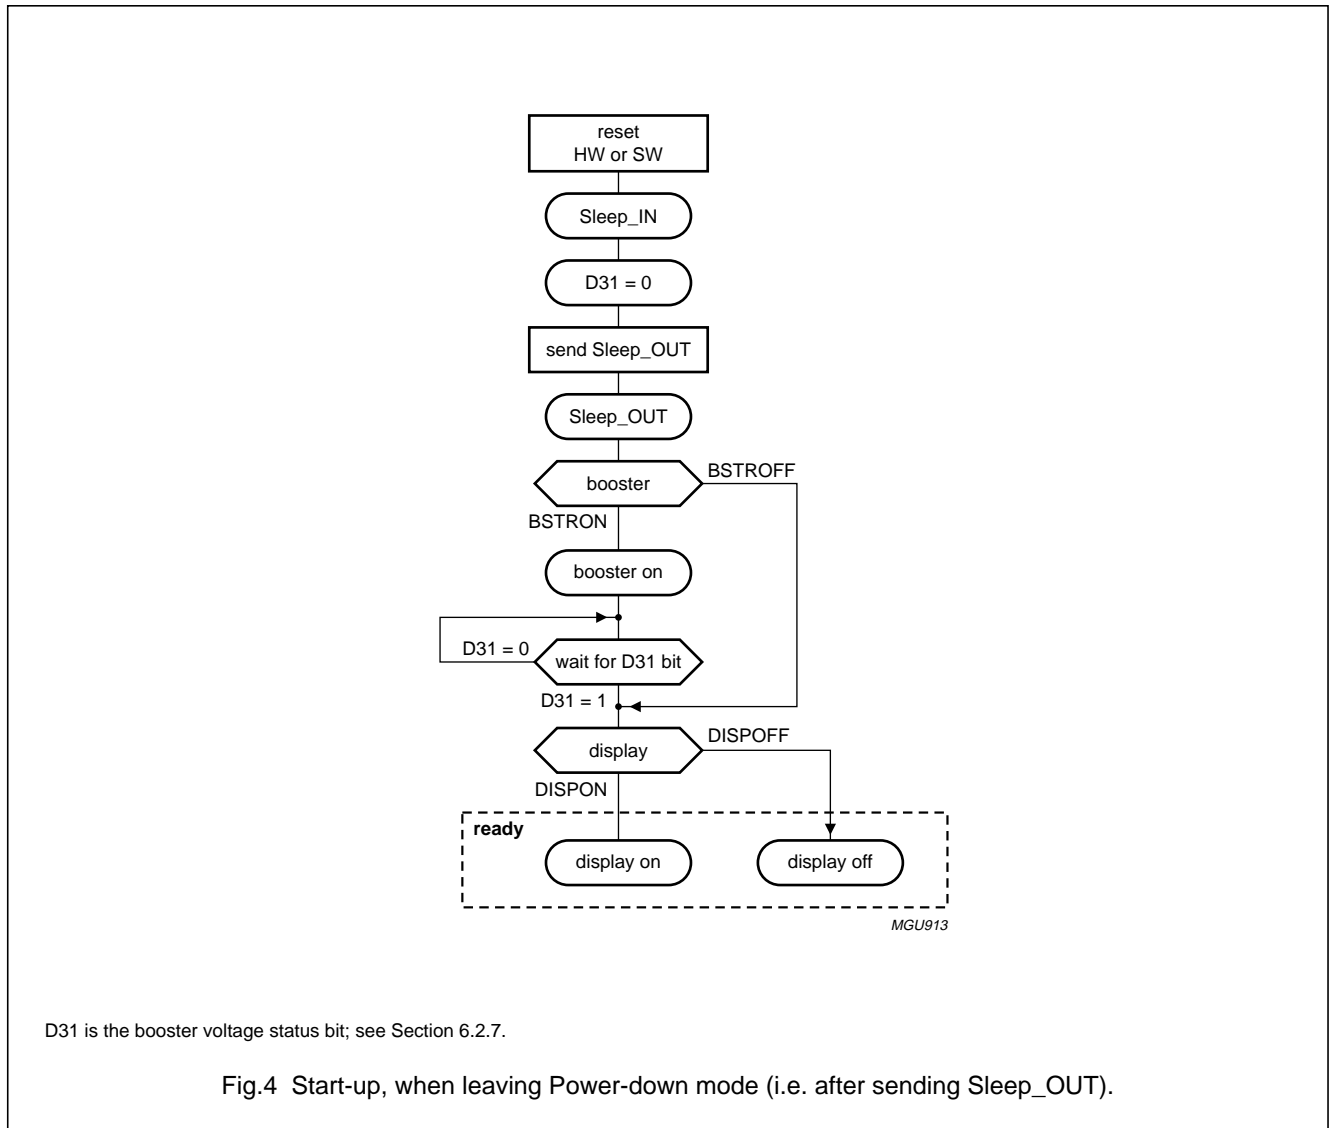 reset
HW or SW
Sleep_IN
D31 = 0
send Sleep_OUT
Sleep_OUT
booster
BSTROFF
BSTRON
booster on
D31 = 0
wait for D31 bit
D31 = 1
display
DISPOFF
DISPON
ready
display on
display off
MGU913
D31 is the booster voltage status bit; see Section 6.2.7.
Fig.4 Start-up, when leaving Power-down mode (i.e. after sending Sleep_OUT).